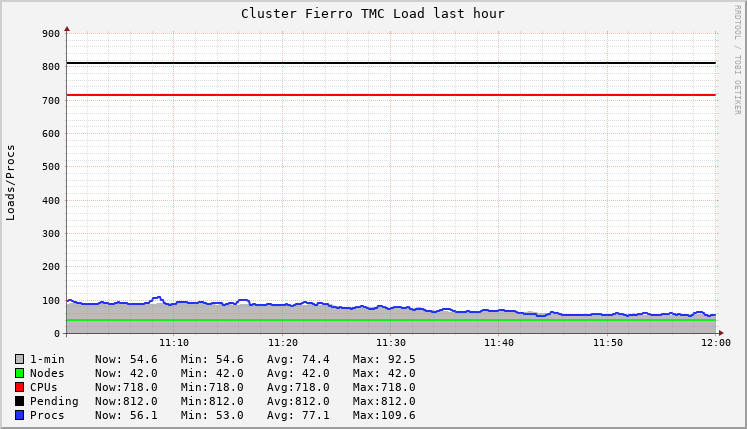 Cluster Fierro TMC Load last hour
RRDTOOL / TOBI OETIKER
Loads/Procs
900
800
700
600
500
400
300
200
100
0
11:10 11:20 11:30 11:40 11:50 12:00
1-min Now: 54.6 Min: 54.6 Avg: 74.4 Max: 92.5
Nodes Now: 42.0 Min: 42.0 Avg: 42.0 Max: 42.0
CPUs Now:718.0 Min:718.0 Avg:718.0 Max:718.0
Pending Now:812.0 Min:812.0 Avg:812.0 Max:812.0
Procs Now: 56.1 Min: 53.0 Avg: 77.1 Max:109.6